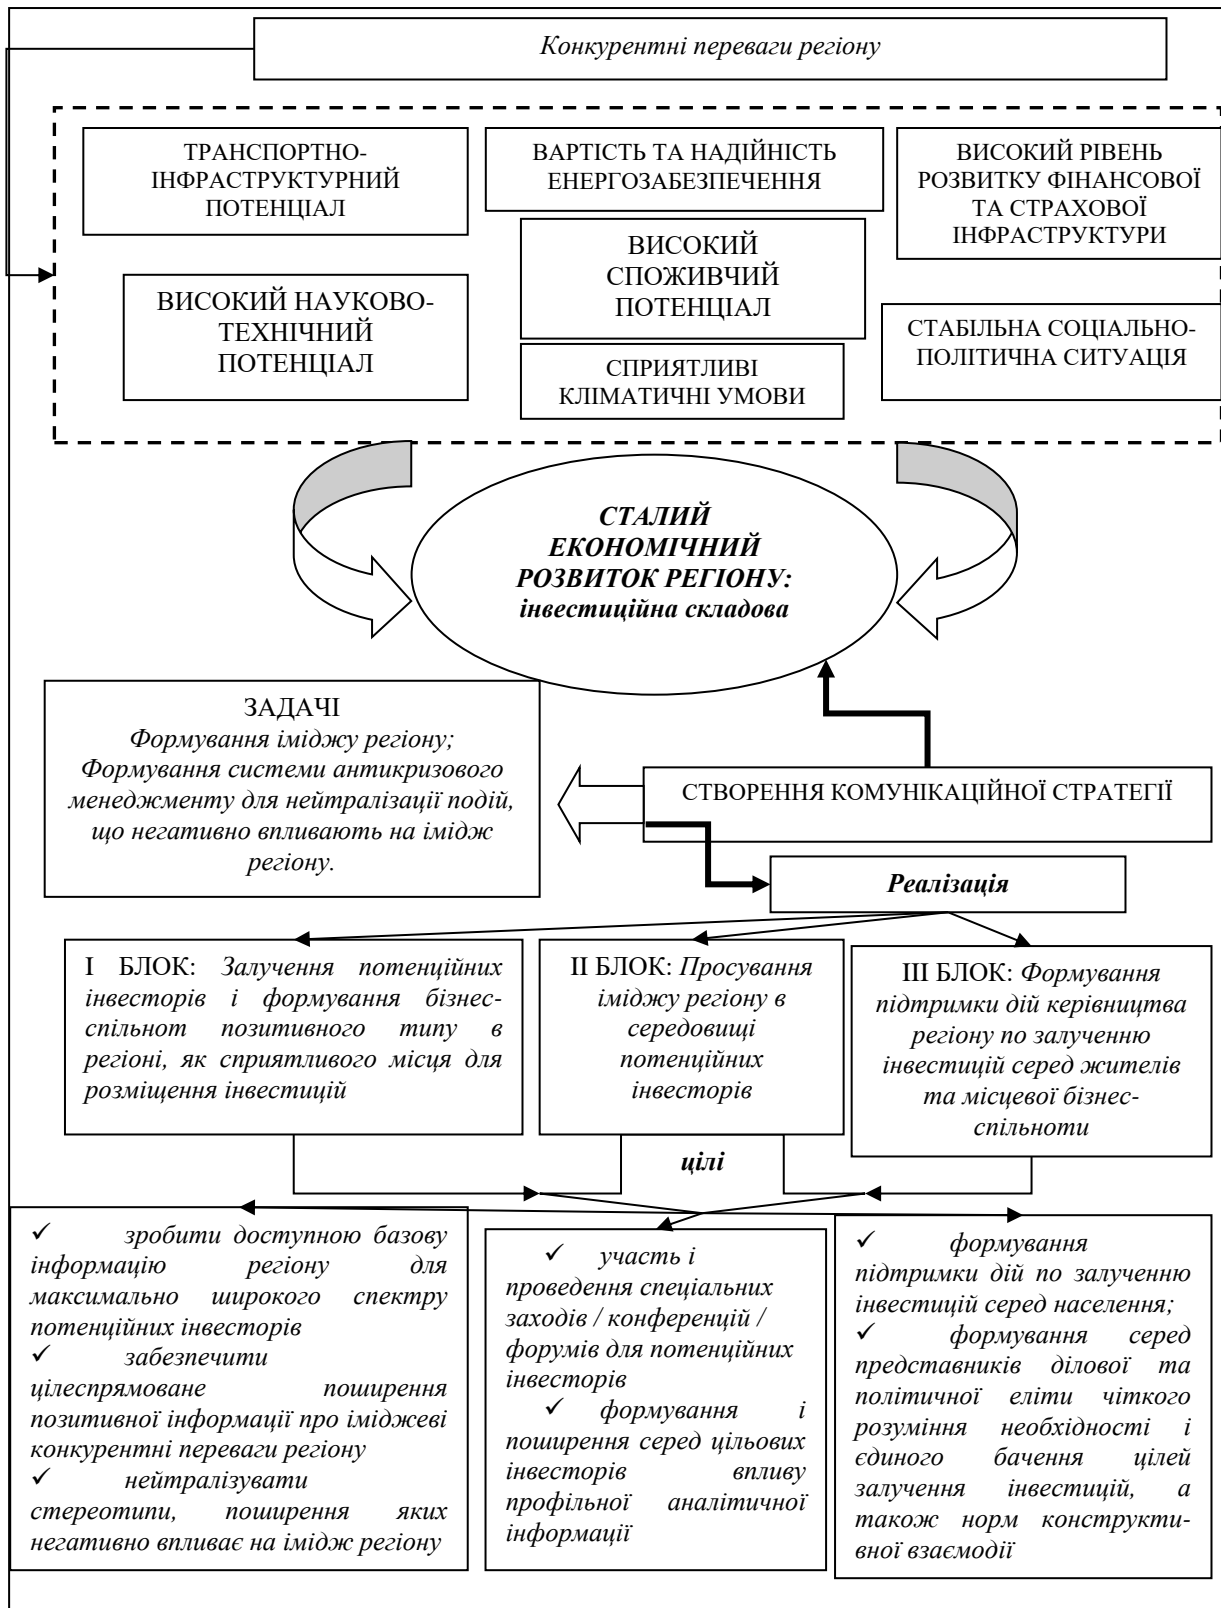 Конкурентні переваги регіону
ТРАНСПОРТНО-
ІНФРАСТРУКТУРНИЙ
ПОТЕНЦІАЛ
ВАРТІСТЬ ТА НАДІЙНІСТЬ
ЕНЕРГОЗАБЕЗПЕЧЕННЯ
ВИСОКИЙ РІВЕНЬ
РОЗВИТКУ ФІНАНСОВОЇ
ТА СТРАХОВОЇ
ІНФРАСТРУКТУРИ
ВИСОКИЙ НАУКОВО-
ТЕХНІЧНИЙ
ПОТЕНЦІАЛ
ВИСОКИЙ
СПОЖИВЧИЙ
ПОТЕНЦІАЛ
СТАБІЛЬНА СОЦІАЛЬНО-
ПОЛІТИЧНА СИТУАЦІЯ
СПРИЯТЛИВІ
КЛІМАТИЧНІ УМОВИ
СТАЛИЙ
ЕКОНОМІЧНИЙ
РОЗВИТОК РЕГІОНУ:
інвестиційна складова
ЗАДАЧІ
Формування іміджу регіону;
Формування системи антикризового
менеджменту для нейтралізації подій,
що негативно впливають на імідж
регіону.
СТВОРЕННЯ КОМУНІКАЦІЙНОЇ СТРАТЕГІЇ
Реалізація
І БЛОК: Залучення потенційних
інвесторів і формування бізнес-
спільнот позитивного типу в
регіоні, як сприятливого місця для
розміщення інвестицій
ІІ БЛОК: Просування
іміджу регіону в
середовищі
потенційних
інвесторів
ІІІ БЛОК: Формування
підтримки дій керівництва
регіону по залученню
інвестицій серед жителів
та місцевої бізнес-
спільноти
цілі
✓ зробити доступною базову
інформацію регіону для
максимально широкого спектру
потенційних інвесторів
✓ забезпечити
цілеспрямоване поширення
позитивної інформації про іміджеві
конкурентні переваги регіону
✓ нейтралізувати
стереотипи, поширення яких
негативно впливає на імідж регіону
✓ участь і
проведення спеціальних
заходів / конференцій /
форумів для потенційних
інвесторів
✓ формування і
поширення серед цільових
інвесторів впливу
профільної аналітичної
інформації
✓ формування
підтримки дій по залученню
інвестицій серед населення;
✓ формування серед
представників ділової та
політичної еліти чіткого
розуміння необхідності і
єдиного бачення цілей
залучення інвестицій, а
також норм конструкти-
вної взаємодії